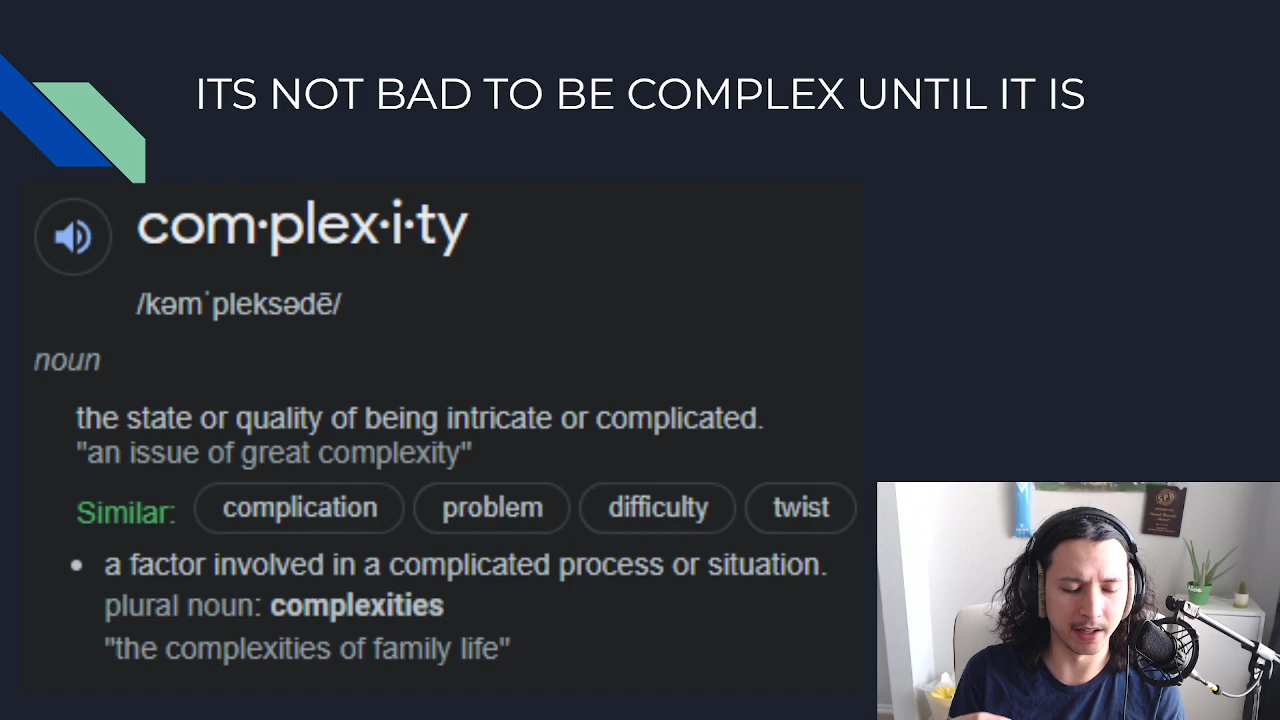 ITS NOT BAD TO BE COMPLEX UNTIL IT IS
com·plex·i·ty
/kəmˈpleksədē/
noun
the state or quality of being intricate or complicated.
"an issue of great complexity"
Similar: complication problem difficulty twist
• a factor involved in a complicated process or situation.
plural noun: complexities
"the complexities of family life"